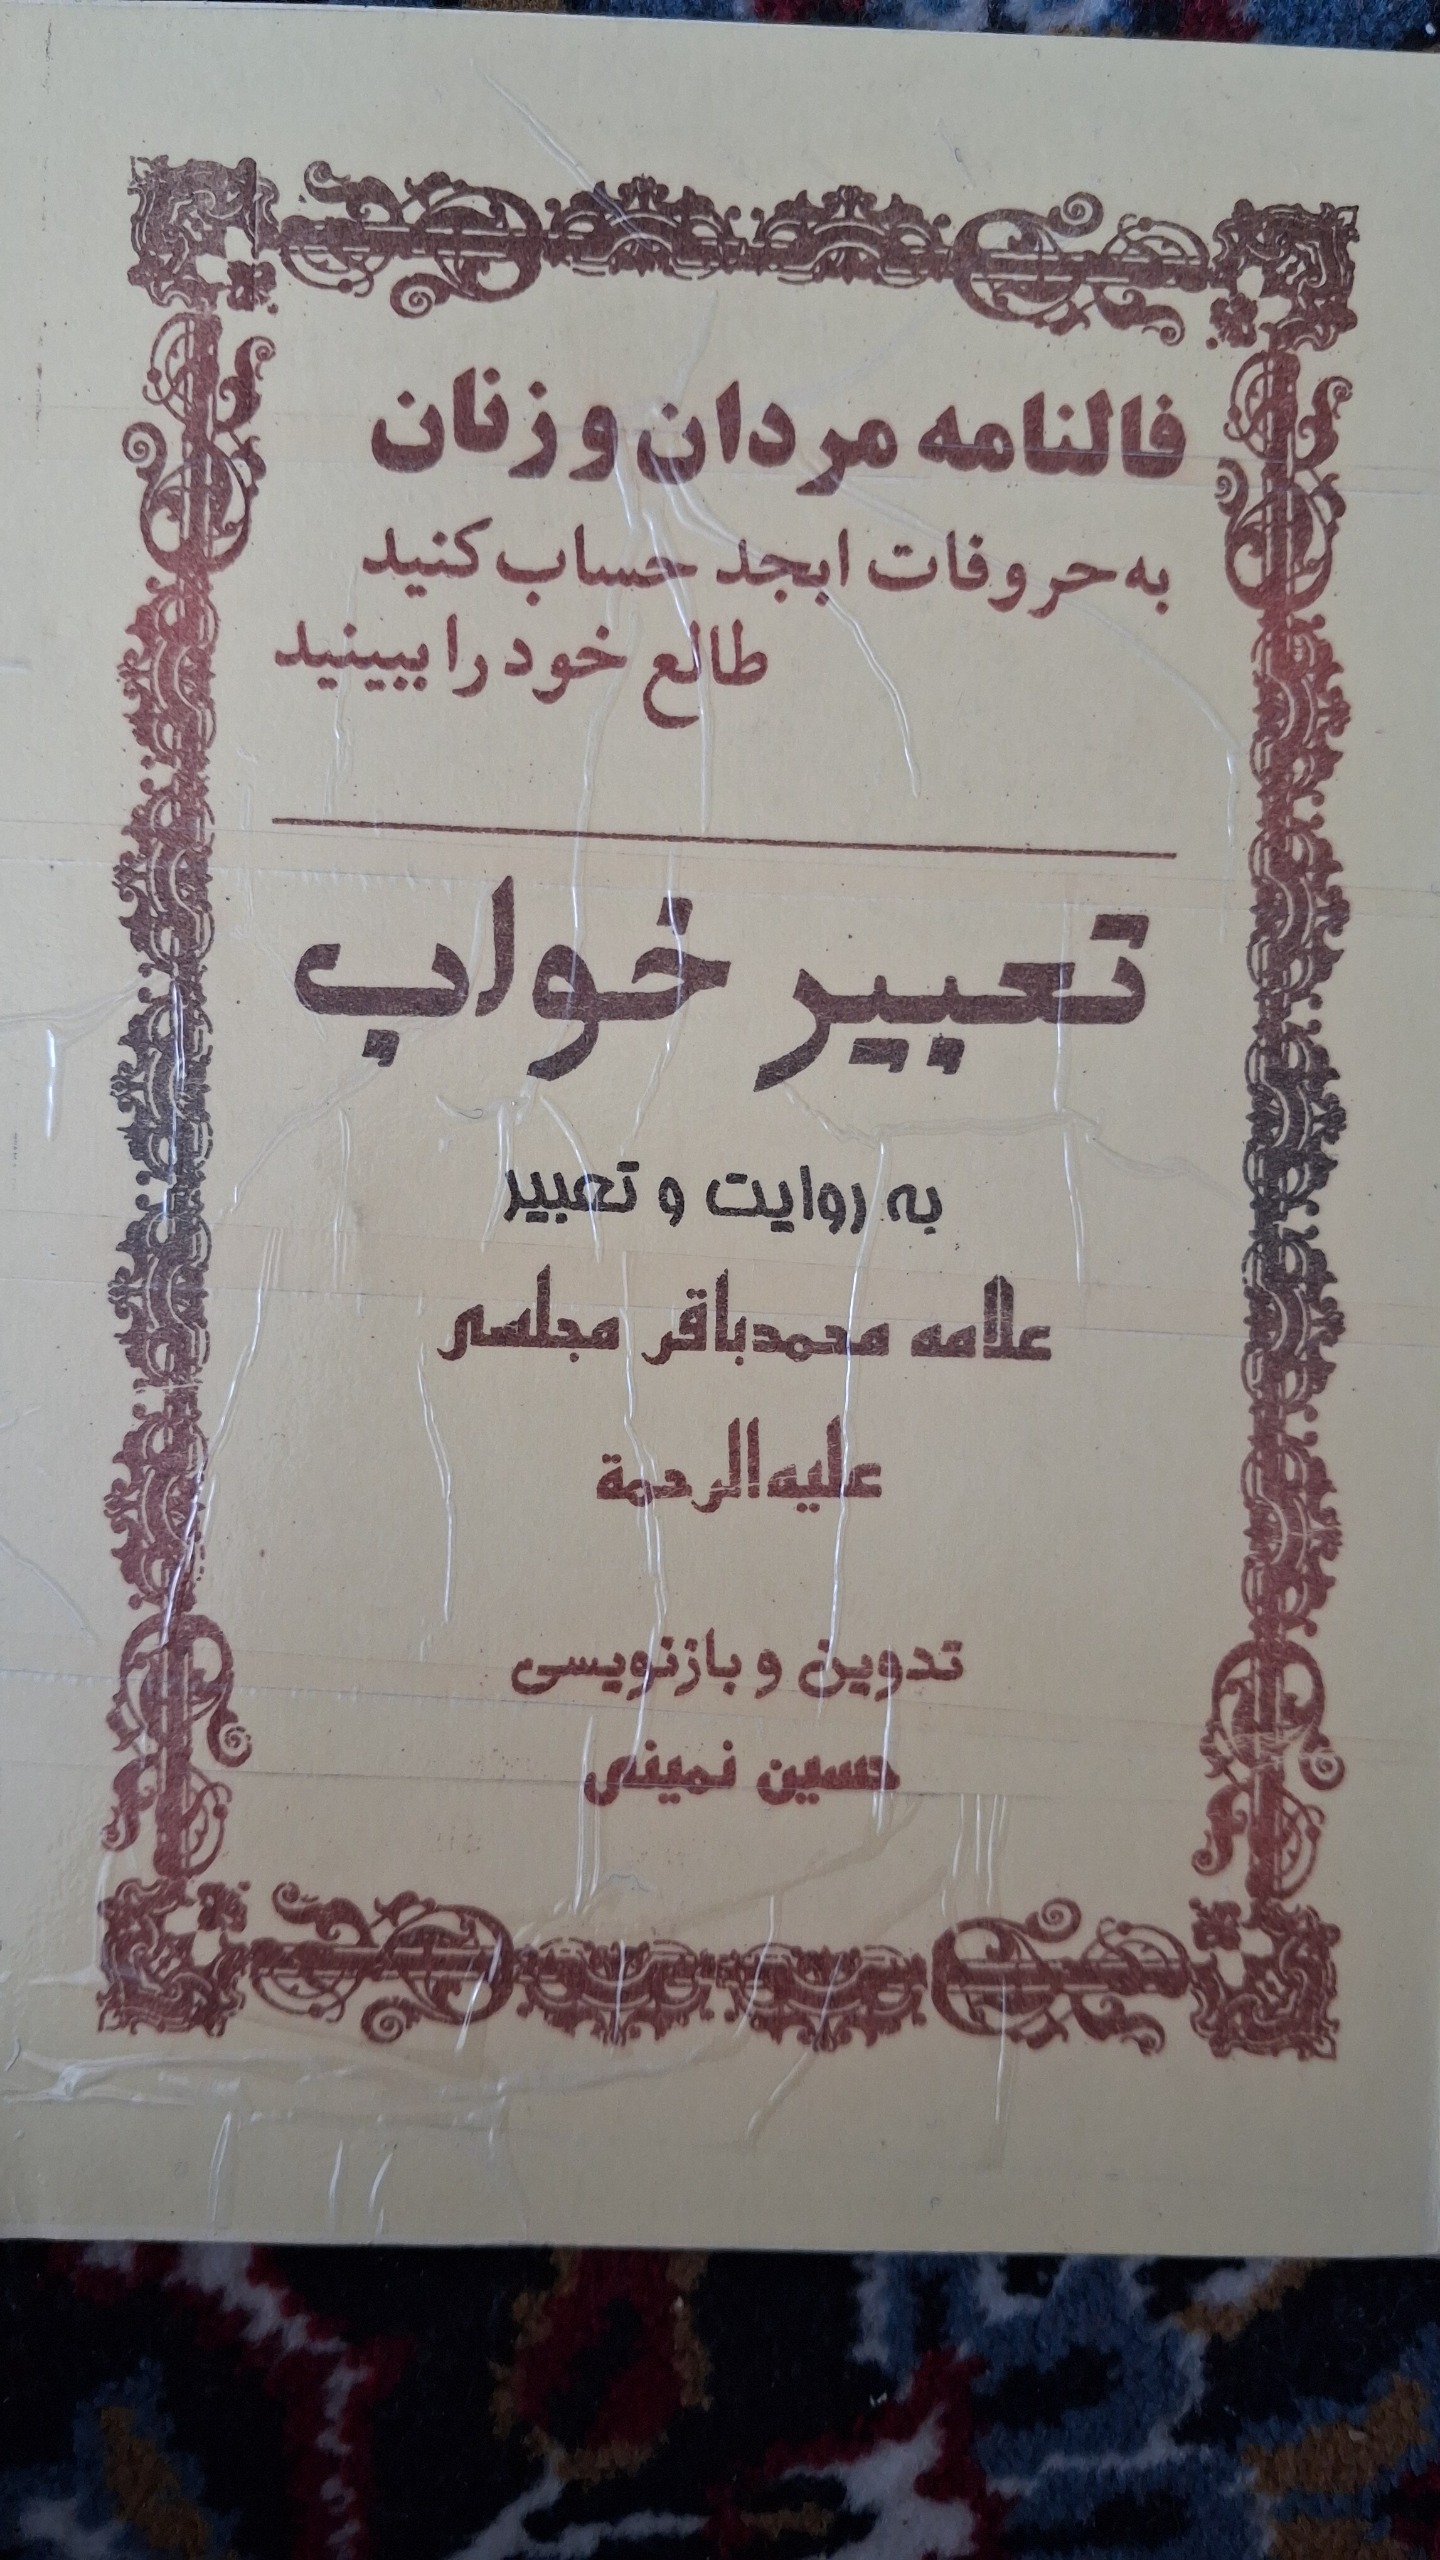 فالنامه مردان و زنان
به حروفات ابجد حساب کنید
طالع خود را ببینید
تعبیر خواب
به روایت و تعبیر
علامه محمدباقر مجلسی
علیه‌الرحمة
تدوین و بازنویسی
حسین نمینی